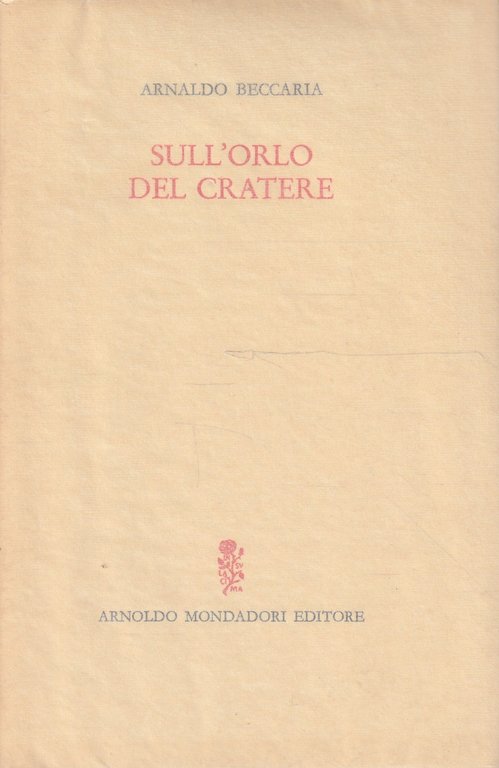 ARNALDO BECCARIA
SULL'ORLO
DEL CRATERE
ARNOLDO MONDADORI EDITORE